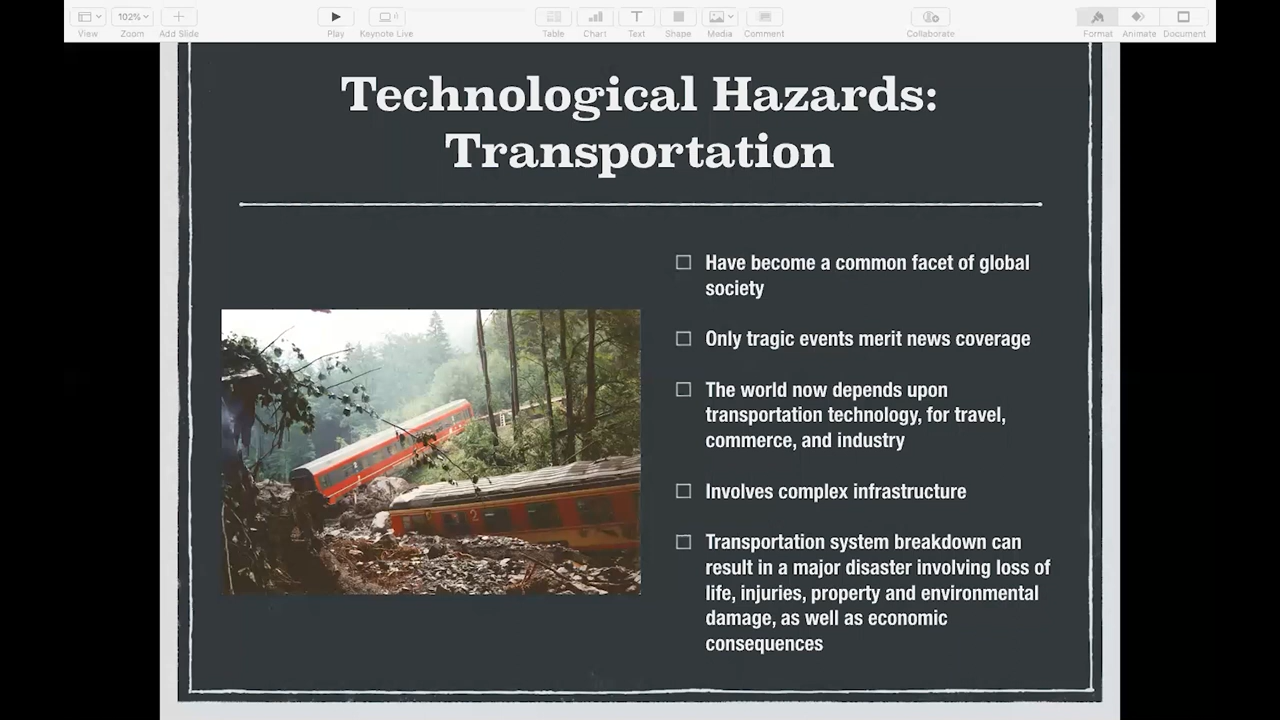 102%
View
Zoom
Add Slide
Play
Keynote Live
Table
Chart
Text
Shape
Media
Comment
Collaborate
Format
Animate
Document
Technological Hazards:
Transportation
Have become a common facet of global
society
Only tragic events merit news coverage
The world now depends upon
transportation technology, for travel,
commerce, and industry
Involves complex infrastructure
Transportation system breakdown can
result in a major disaster involving loss of
life, injuries, property and environmental
damage, as well as economic
consequences
2